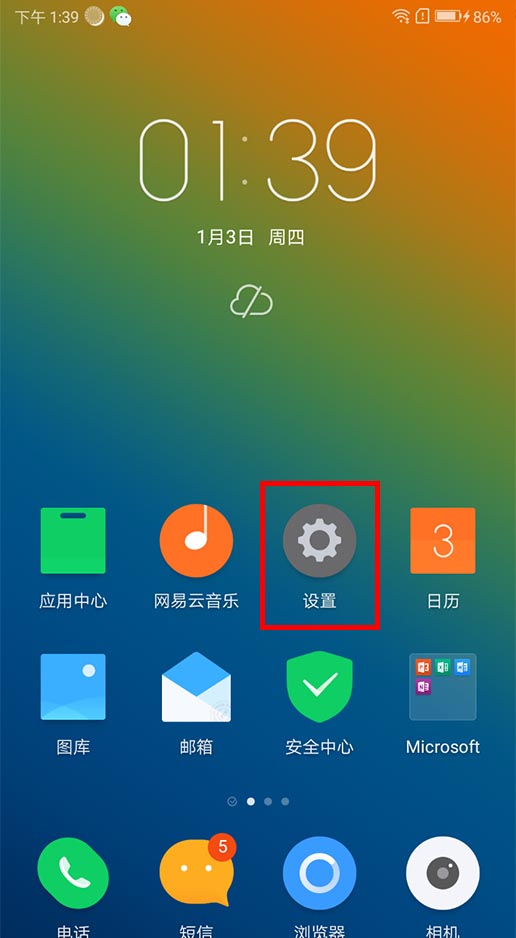 下午 1:39
86%
01:39
1月3日 周四
3
应用中心 网易云音乐 设置 日历
图库 邮箱 安全中心 Microsoft
5
电话 短信 浏览器 相机